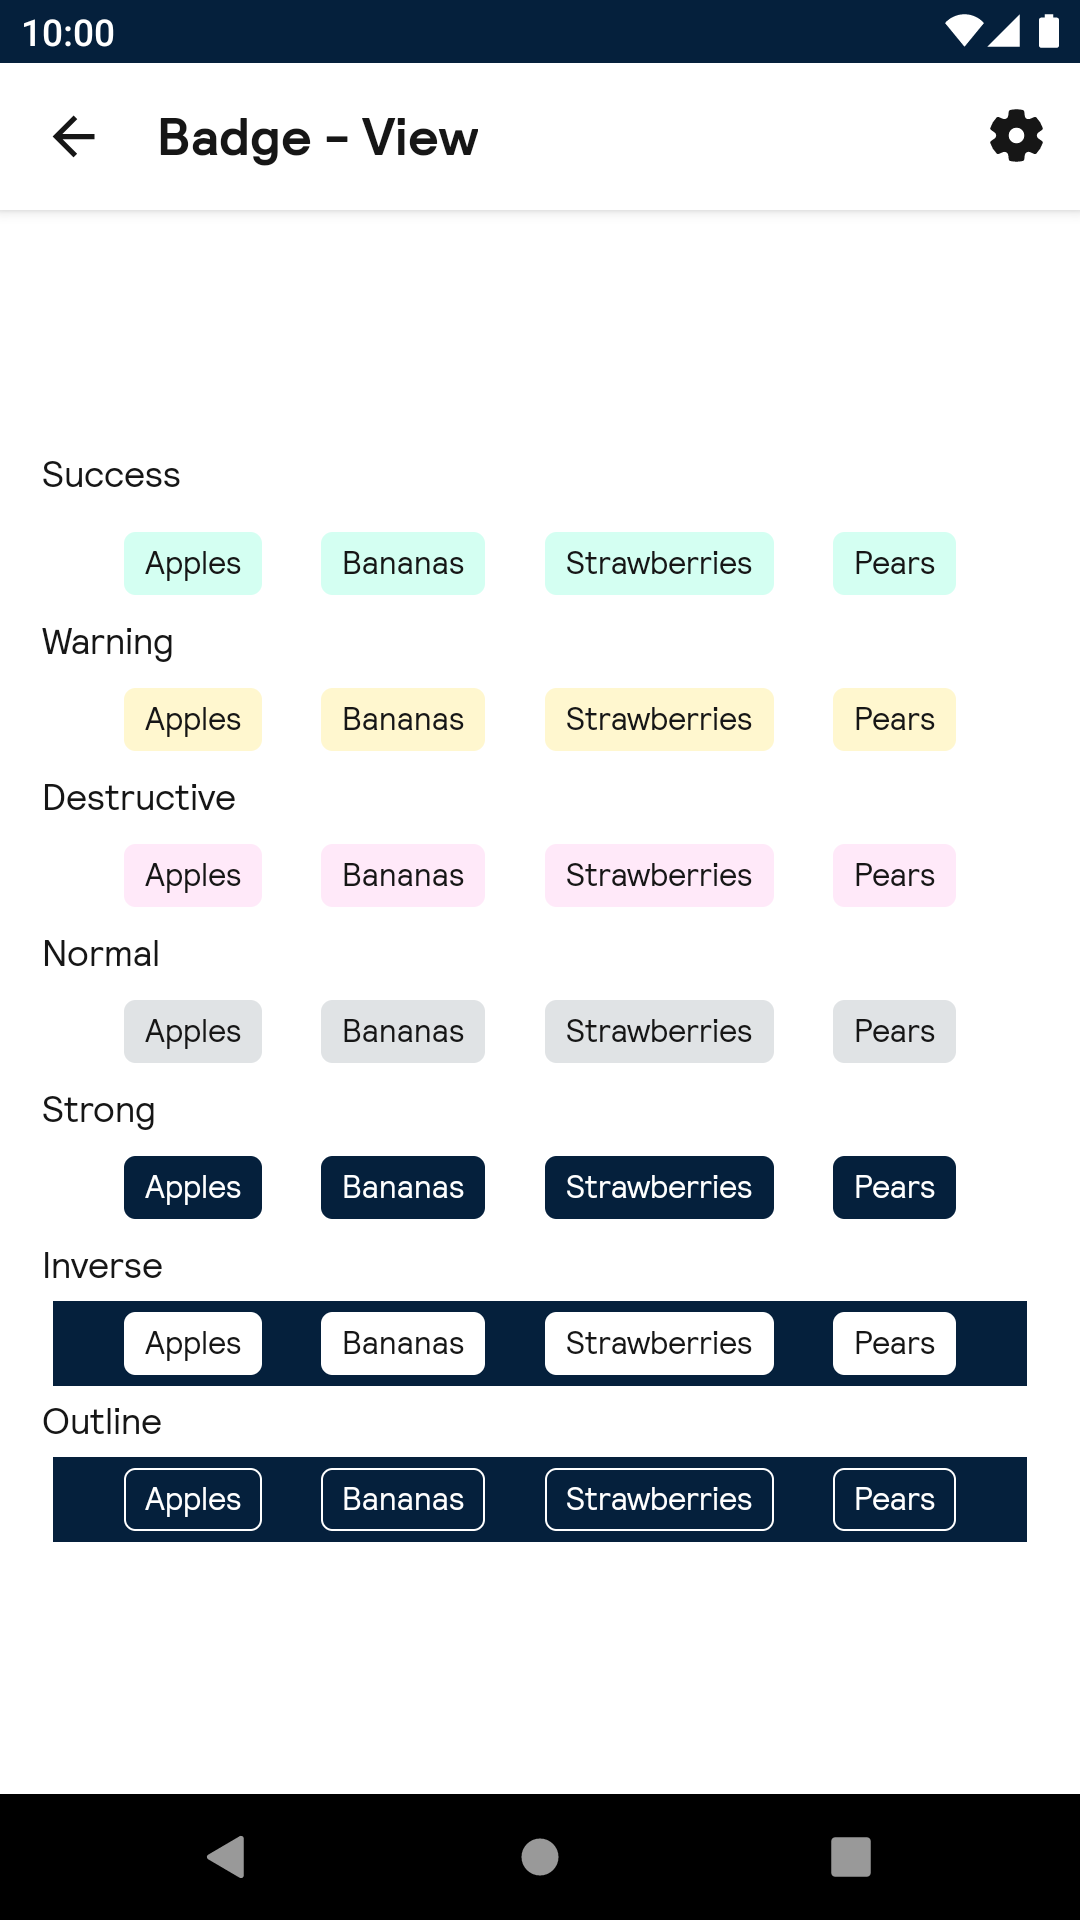 10:00
Badge - View
Success
Apples Bananas Strawberries Pears
Warning
Apples Bananas Strawberries Pears
Destructive
Apples Bananas Strawberries Pears
Normal
Apples Bananas Strawberries Pears
Strong
Apples Bananas Strawberries Pears
Inverse
Apples Bananas Strawberries Pears
Outline
Apples Bananas Strawberries Pears